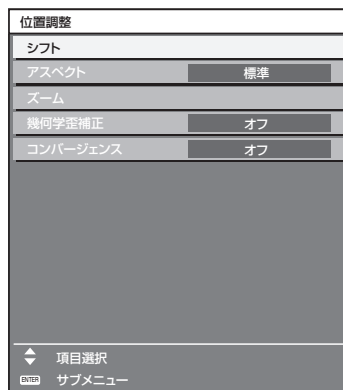 位置調整
シフト
アスペクト 標準
ズーム
幾何学歪補正 オフ
コンバージェンス オフ
項目選択
ENTER サブメニュー